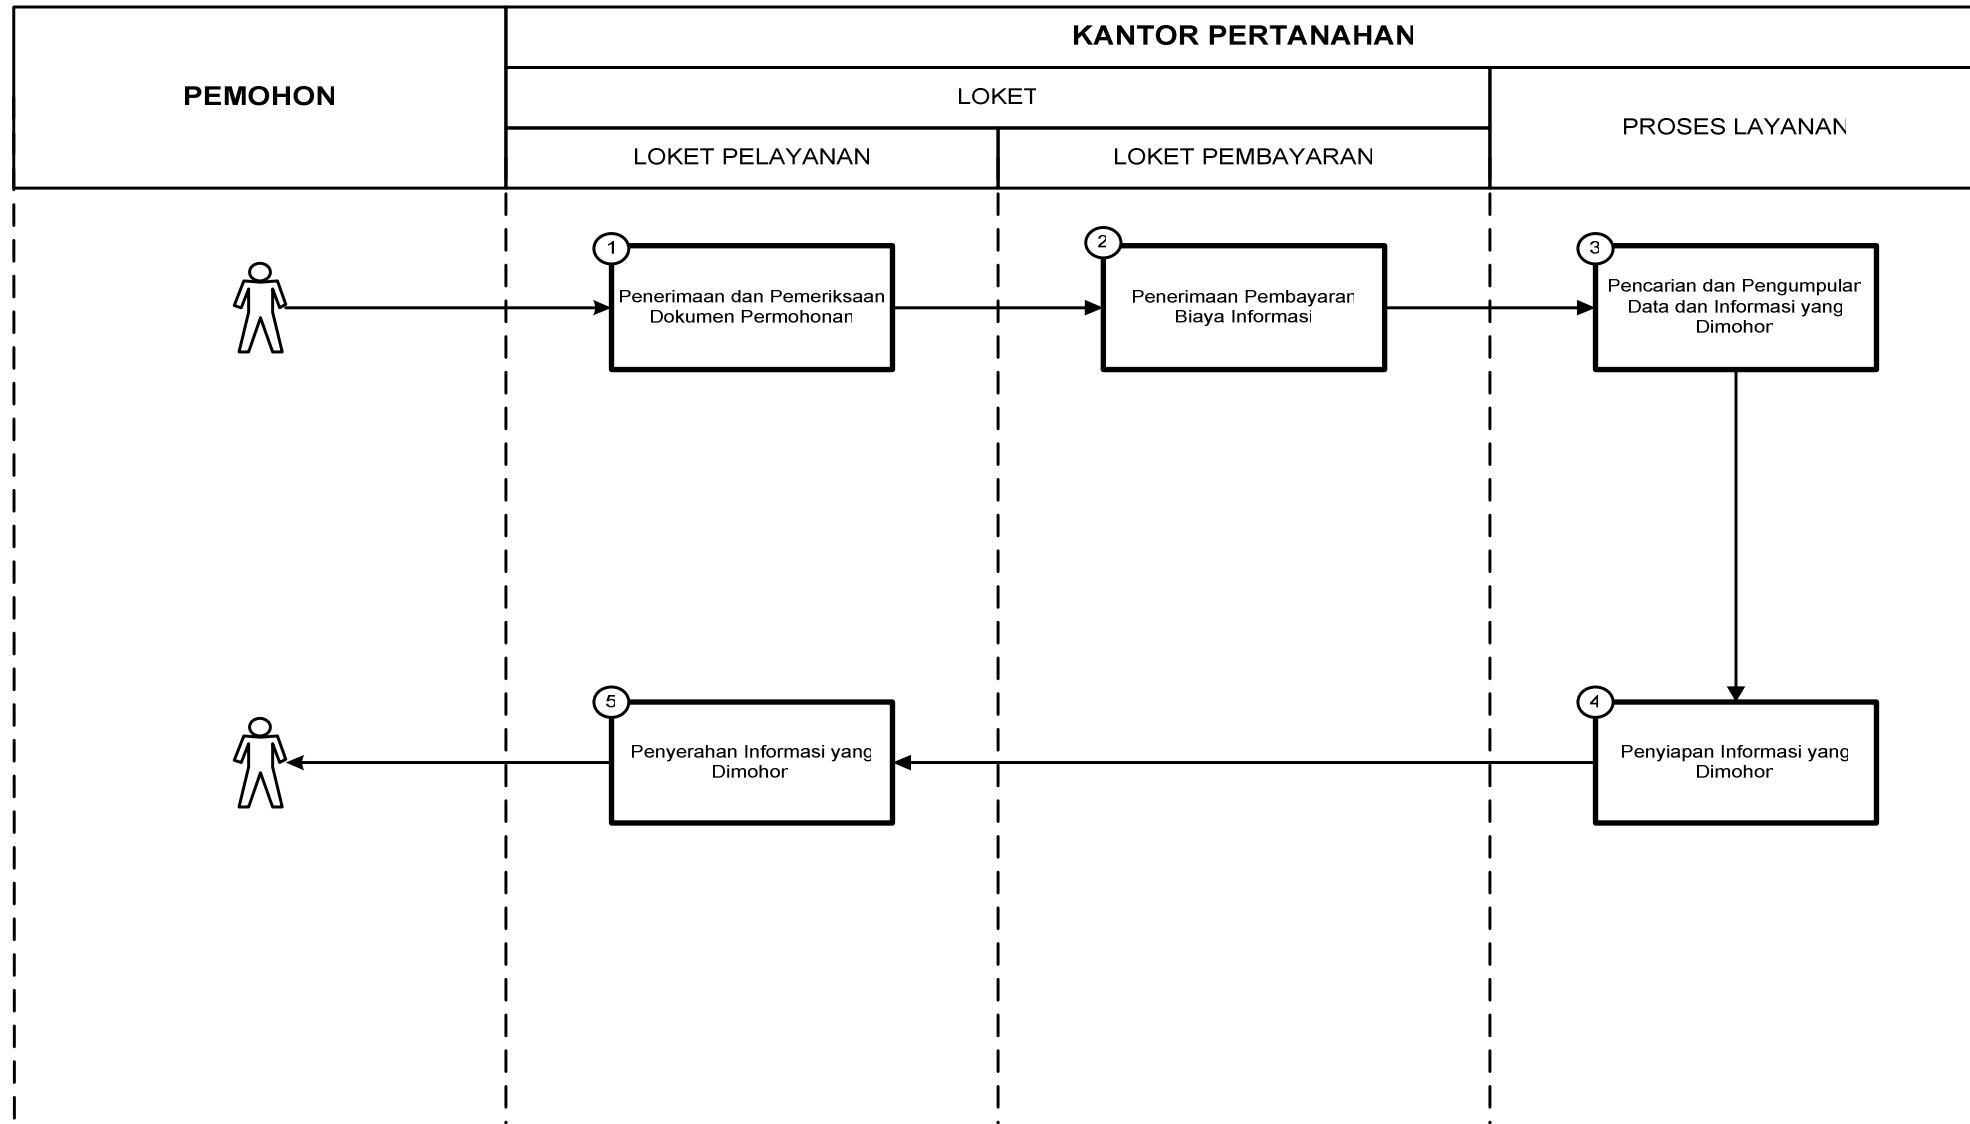 KANTOR PERTANAHAN
PEMOHON
LOKET
PROSES LAYANAN
LOKET PELAYANAN
LOKET PEMBAYARAN
1
Penerimaan dan Pemeriksaan
Dokumen Permohonan
2
Penerimaan Pembayaran
Biaya Informasi
3
Pencarian dan Pengumpulan
Data dan Informasi yang
Dimohon
4
Penyiapan Informasi yang
Dimohon
5
Penyerahan Informasi yang
Dimohon